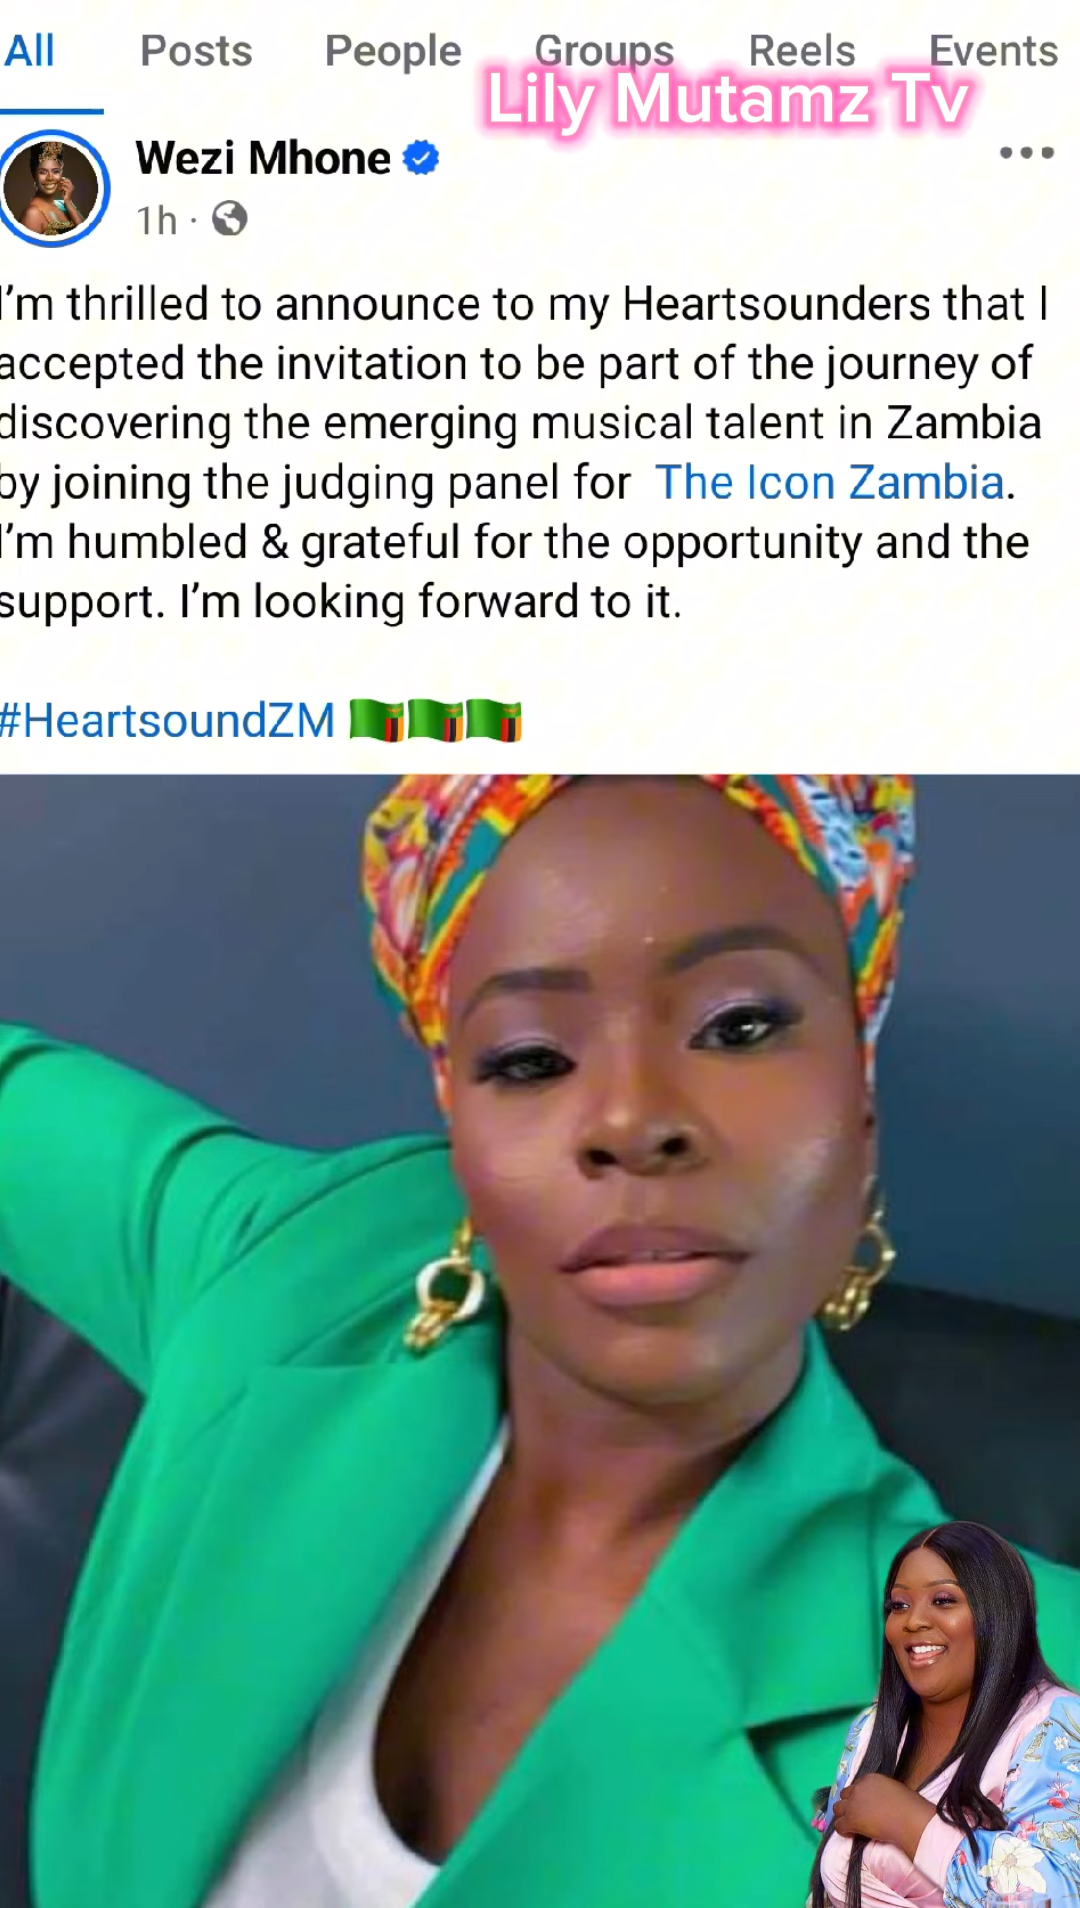 All Posts People Groups Reels Events
Lily Mutamz Tv
Wezi Mhone
1h ·
I'm thrilled to announce to my Heartsounders that I
accepted the invitation to be part of the journey of
discovering the emerging musical talent in Zambia
by joining the judging panel for The Icon Zambia.
I'm humbled & grateful for the opportunity and the
support. I'm looking forward to it.
#HeartsoundZM 🇿🇲🇿🇲🇿🇲